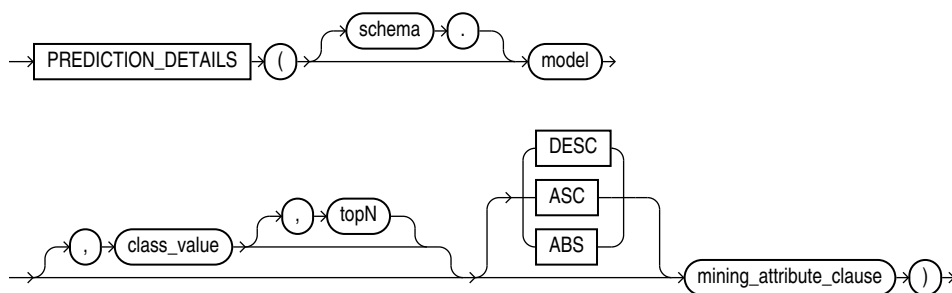 schema .
PREDICTION_DETAILS ( model
DESC
, topN ASC
, class_value ABS
mining_attribute_clause )